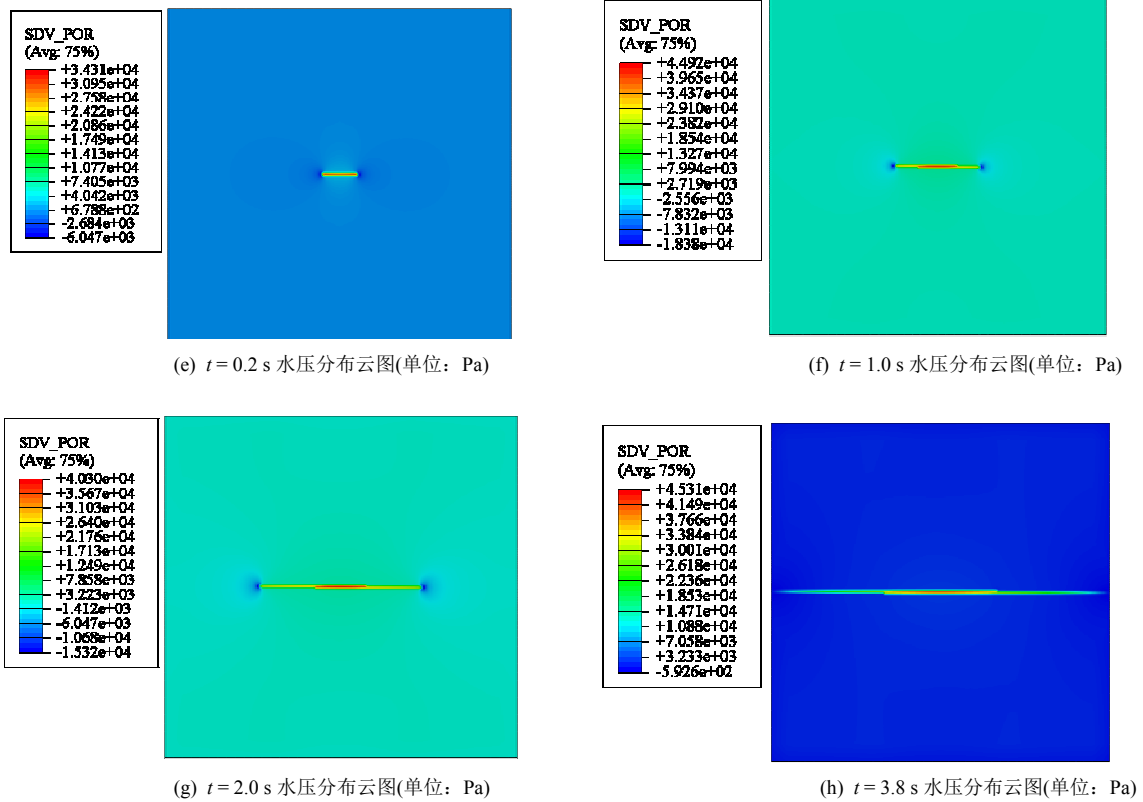 SDV_POR
(Avg: 75%)
+3.431e+04
+3.095e+04
+2.758e+04
+2.422e+04
+2.086e+04
+1.749e+04
+1.413e+04
+1.077e+04
+7.405e+03
+4.042e+03
+6.788e+02
-2.684e+03
-6.047e+03
(e) t = 0.2 s 水压分布云图(单位：Pa)
SDV_POR
(Avg: 75%)
+4.492e+04
+3.965e+04
+3.437e+04
+2.910e+04
+2.382e+04
+1.854e+04
+1.327e+04
+7.994e+03
+2.719e+03
-2.556e+03
-7.832e+03
-1.311e+04
-1.838e+04
(f) t = 1.0 s 水压分布云图(单位：Pa)
SDV_POR
(Avg: 75%)
+4.030e+04
+3.567e+04
+3.103e+04
+2.640e+04
+2.176e+04
+1.713e+04
+1.249e+04
+7.858e+03
+3.223e+03
-1.412e+03
-6.047e+03
-1.068e+04
-1.532e+04
(g) t = 2.0 s 水压分布云图(单位：Pa)
SDV_POR
(Avg: 75%)
+4.531e+04
+4.149e+04
+3.766e+04
+3.384e+04
+3.001e+04
+2.618e+04
+2.236e+04
+1.853e+04
+1.471e+04
+1.088e+04
+7.058e+03
+3.233e+03
-5.926e+02
(h) t = 3.8 s 水压分布云图(单位：Pa)